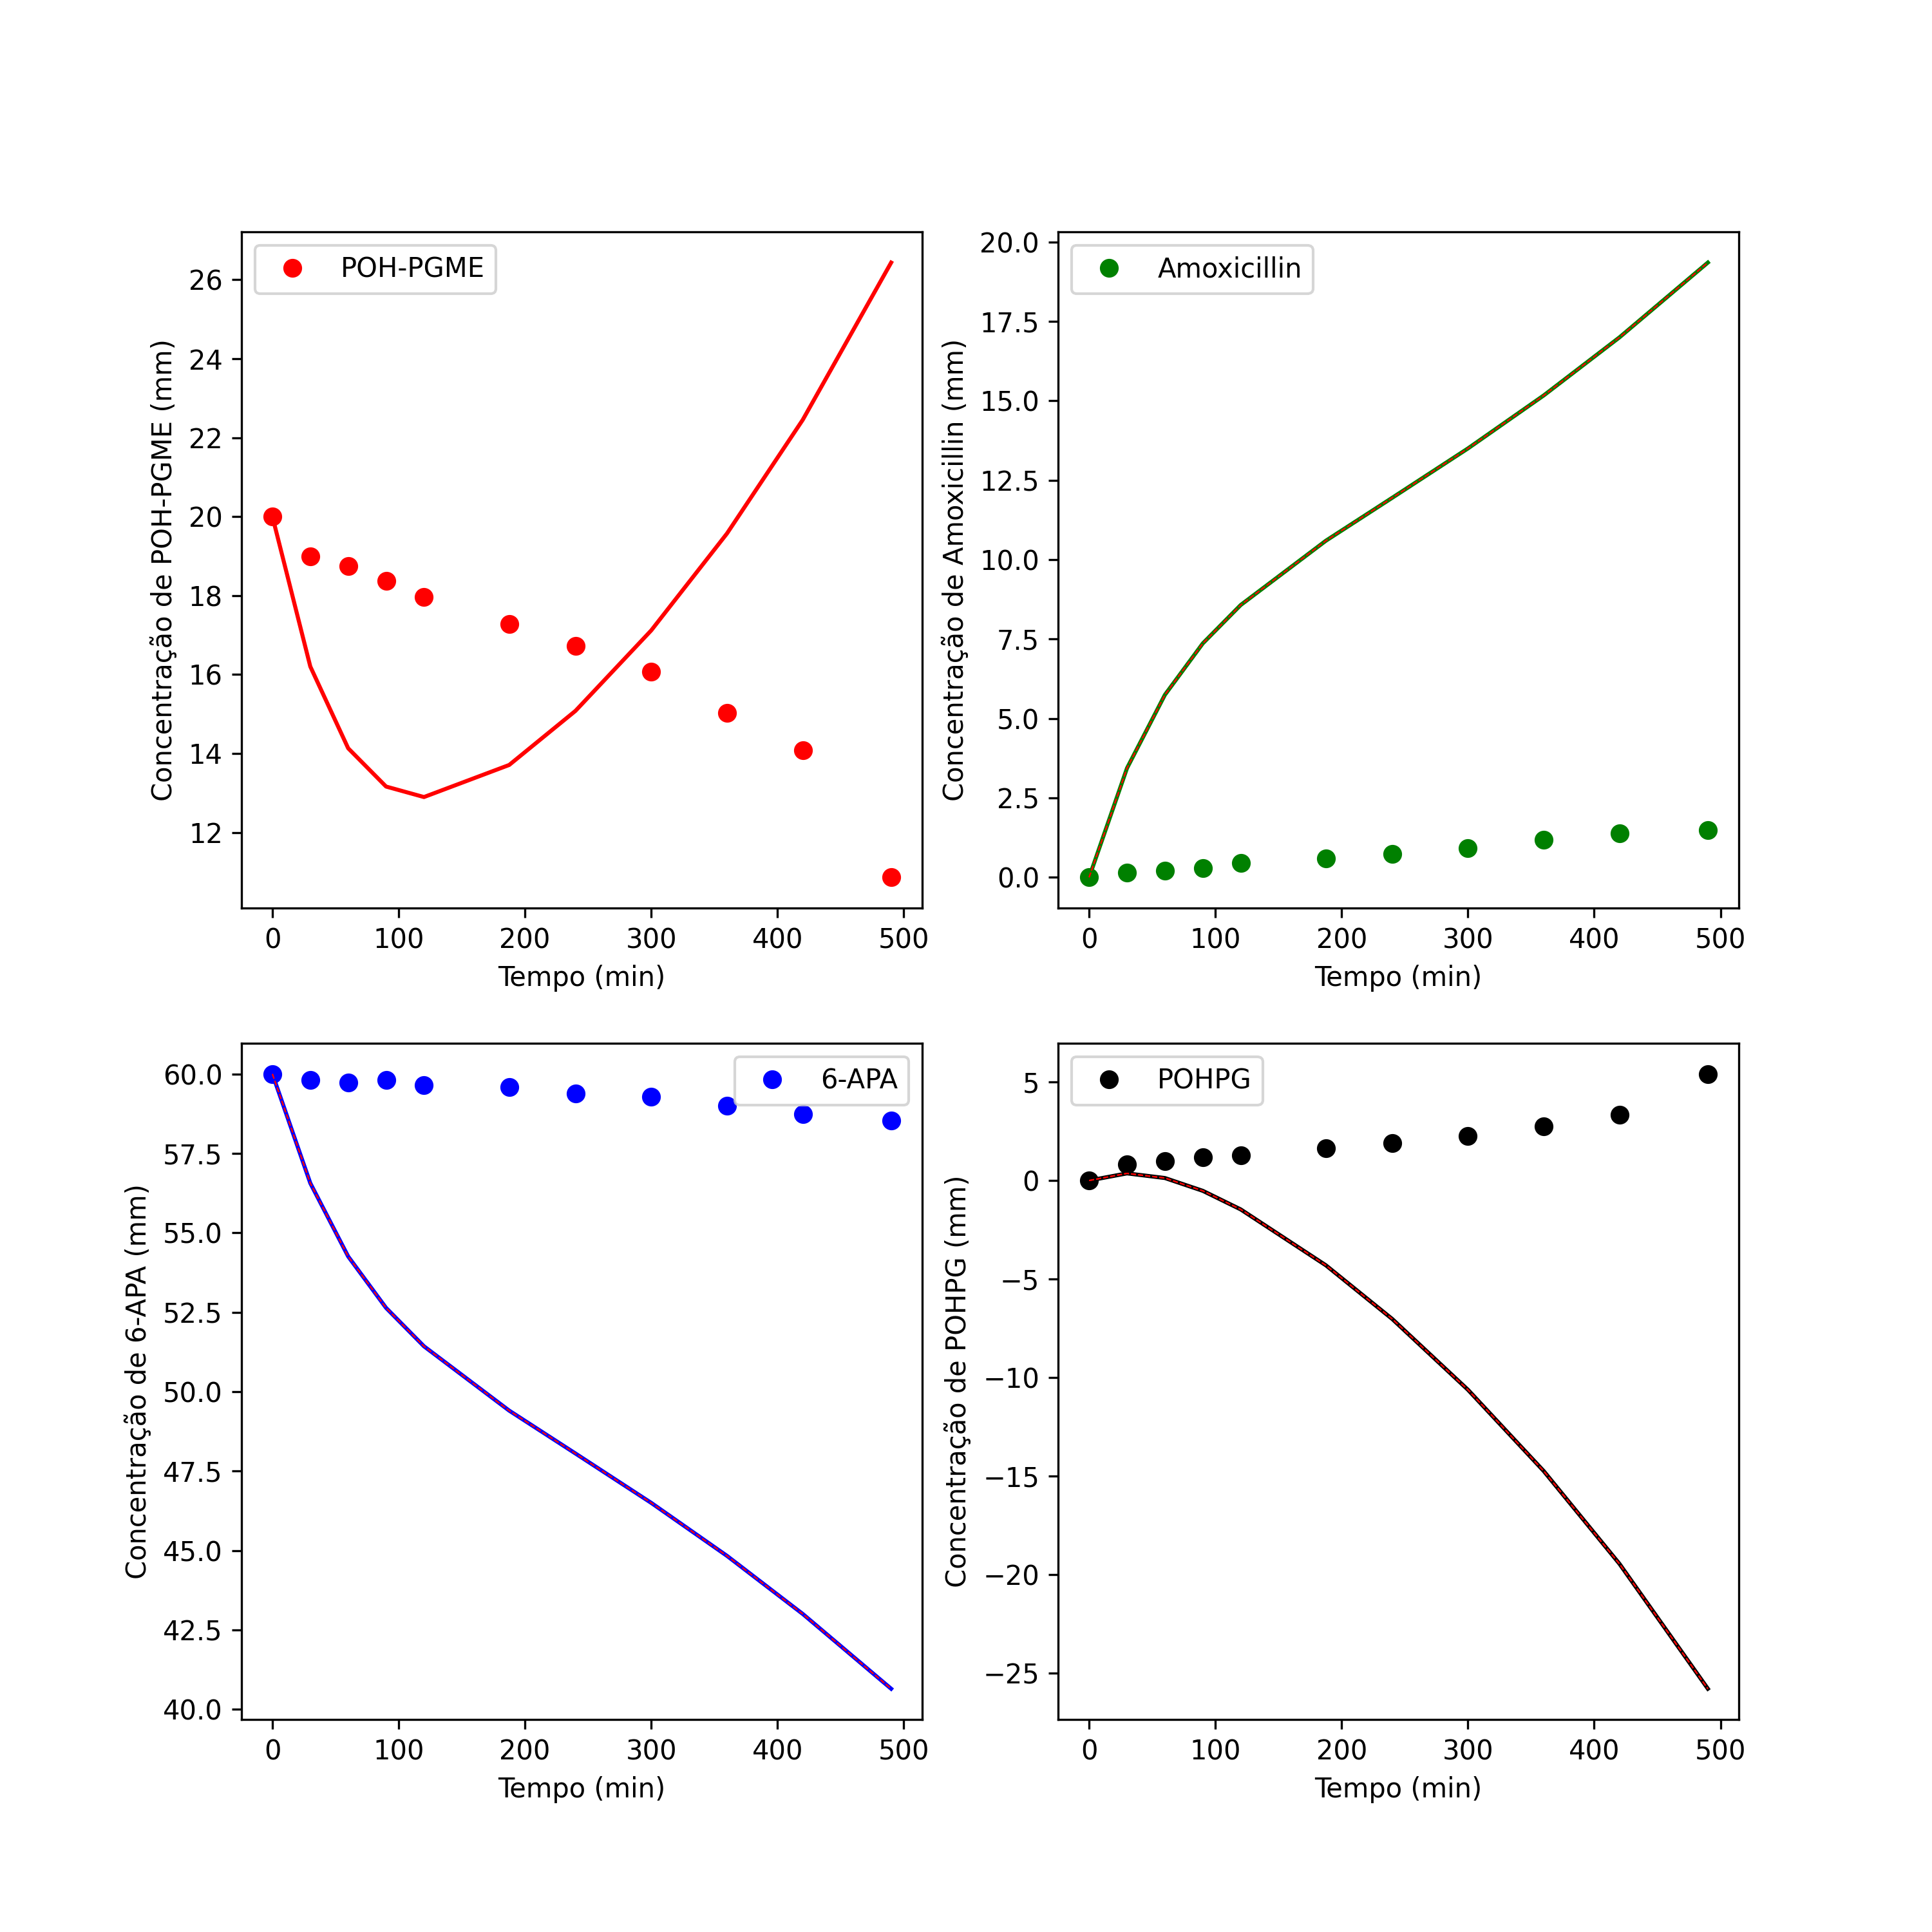 POH-PGME
Concentração de POH-PGME (mm)
26
24
22
20
18
16
14
12
0 100 200 300 400 500
Tempo (min)
Amoxicillin
Concentração de Amoxicillin (mm)
20.0
17.5
15.0
12.5
10.0
7.5
5.0
2.5
0.0
0 100 200 300 400 500
Tempo (min)
6-APA
Concentração de 6-APA (mm)
60.0
57.5
55.0
52.5
50.0
47.5
45.0
42.5
40.0
0 100 200 300 400 500
Tempo (min)
POHPG
Concentração de POHPG (mm)
5
0
−5
−10
−15
−20
−25
0 100 200 300 400 500
Tempo (min)